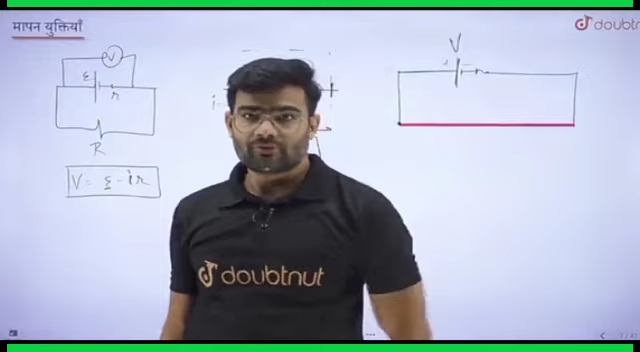 मापन युक्तियाँ
doubtnut
V
V
ε
r
R
V = ε - ir
doubtnut